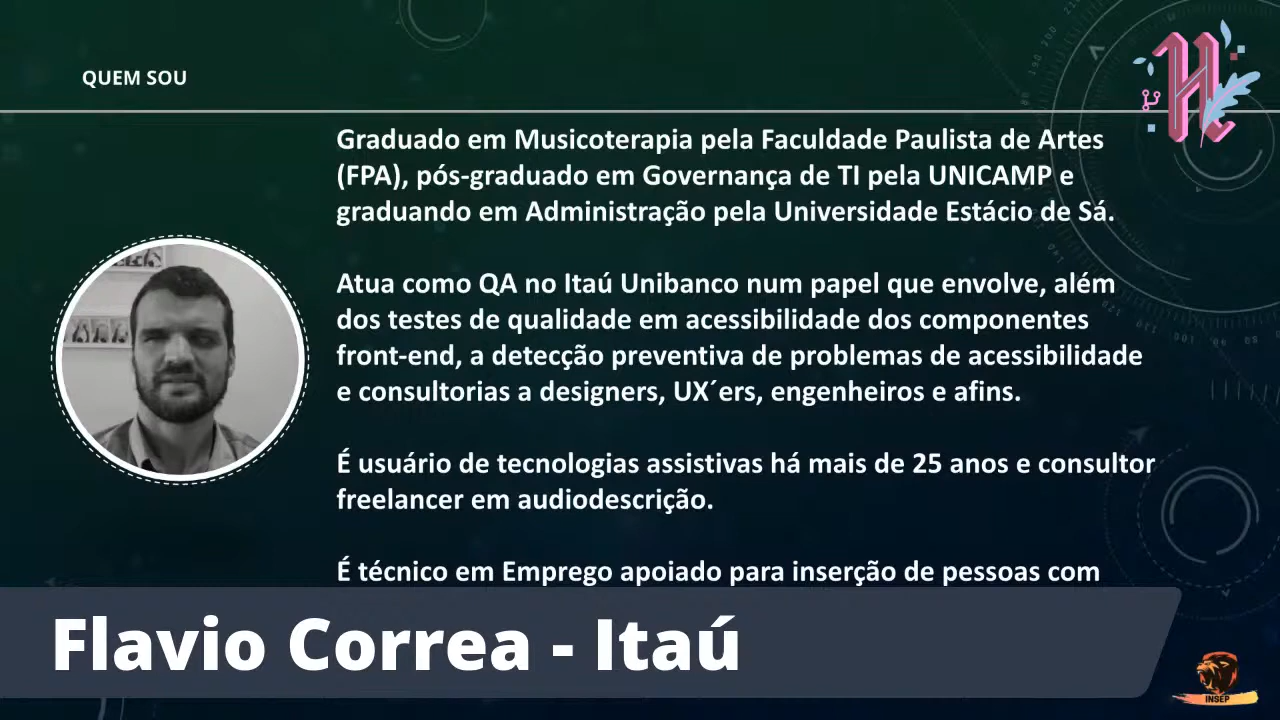 QUEM SOU
Graduado em Musicoterapia pela Faculdade Paulista de Artes
(FPA), pós-graduado em Governança de TI pela UNICAMP e
graduando em Administração pela Universidade Estácio de Sá.
Atua como QA no Itaú Unibanco num papel que envolve, além
dos testes de qualidade em acessibilidade dos componentes
front-end, a detecção preventiva de problemas de acessibilidade
e consultorias a designers, UX´ers, engenheiros e afins.
É usuário de tecnologias assistivas há mais de 25 anos e consultor
freelancer em audiodescrição.
É técnico em Emprego apoiado para inserção de pessoas com
Flavio Correa - Itaú
INSEP